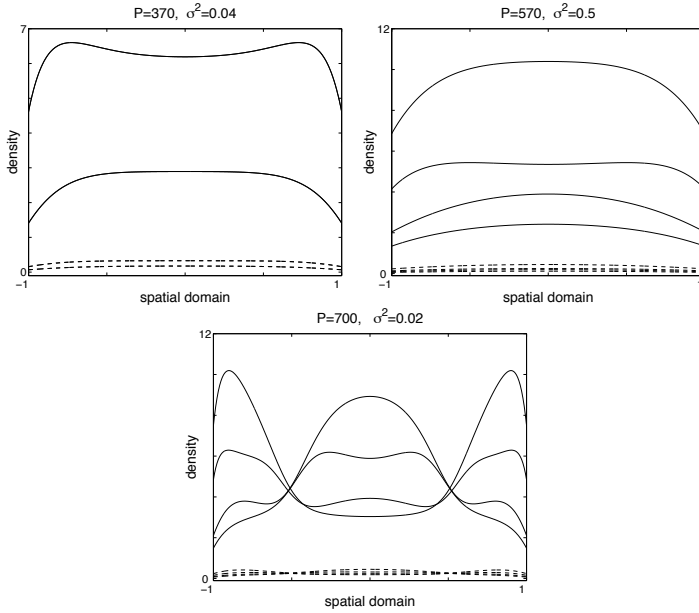 P=370, σ²=0.04
7
density
0
−1
1
spatial domain
P=570, σ²=0.5
12
density
0
−1
spatial domain
P=700, σ²=0.02
12
density
0
−1
1
spatial domain